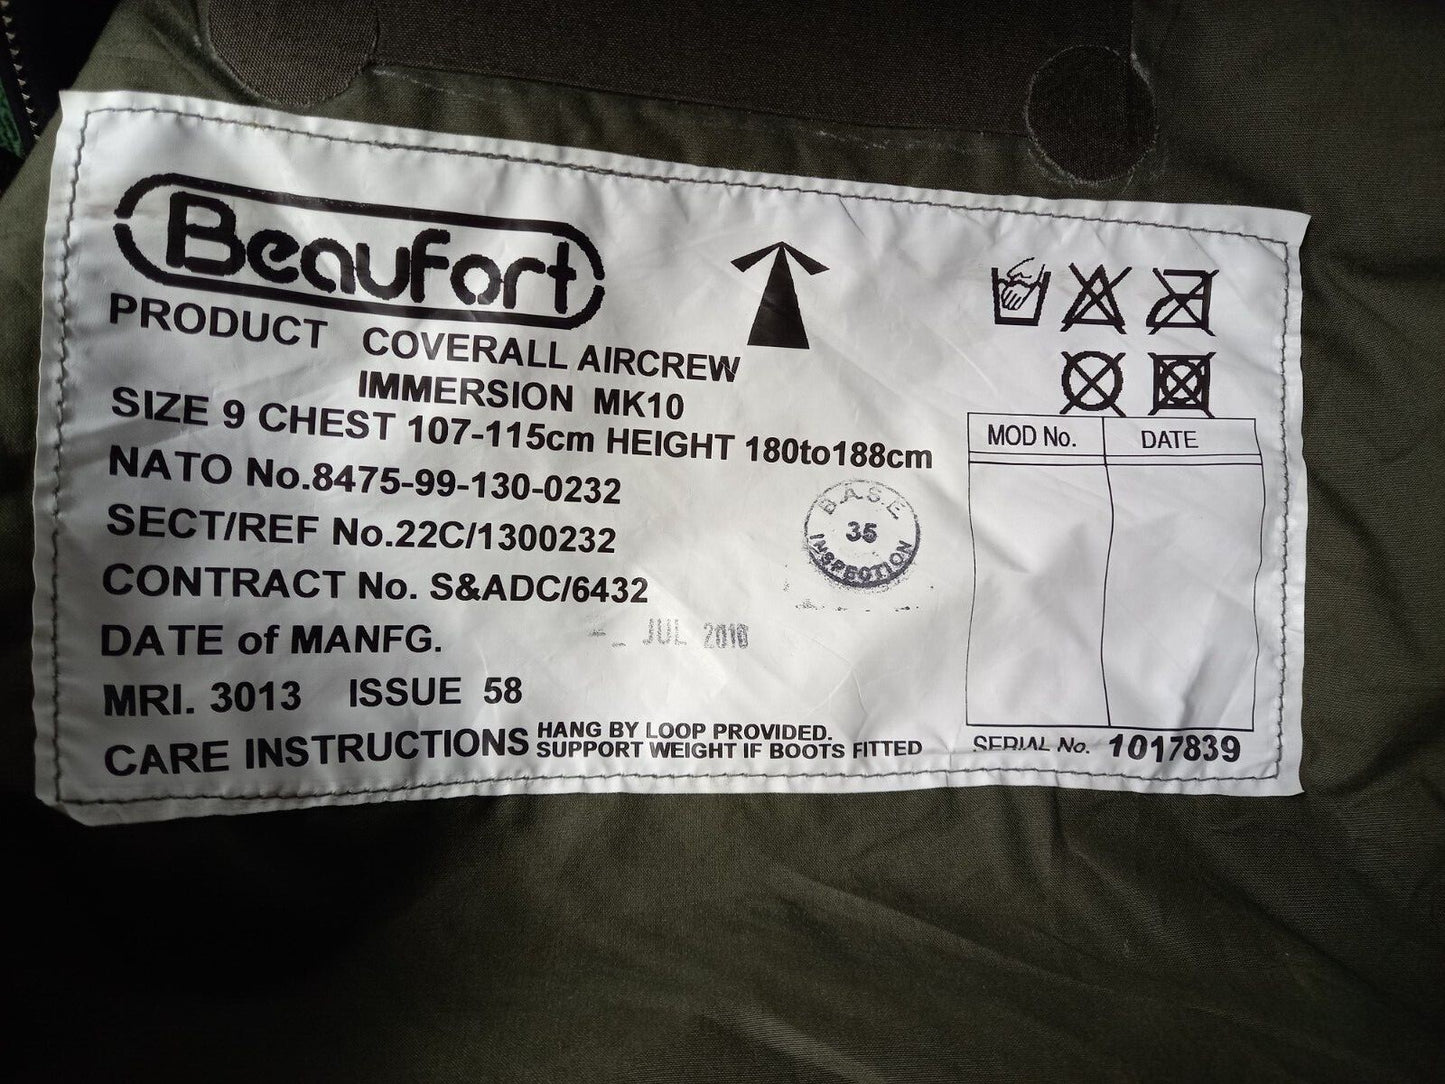 Beaufort
PRODUCT COVERALL AIRCREW
IMMERSION MK10
SIZE 9 CHEST 107-115cm HEIGHT 180to188cm
NATO No.8475-99-130-0232
SECT/REF No.22C/1300232
CONTRACT No. S&ADC/6432
DATE of MANFG. JUL 2010
MRI. 3013 ISSUE 58
CARE INSTRUCTIONS HANG BY LOOP PROVIDED.
SUPPORT WEIGHT IF BOOTS FITTED
B.A.S.E
35
INSPECTION
MOD No. DATE
SERIAL No. 1017839